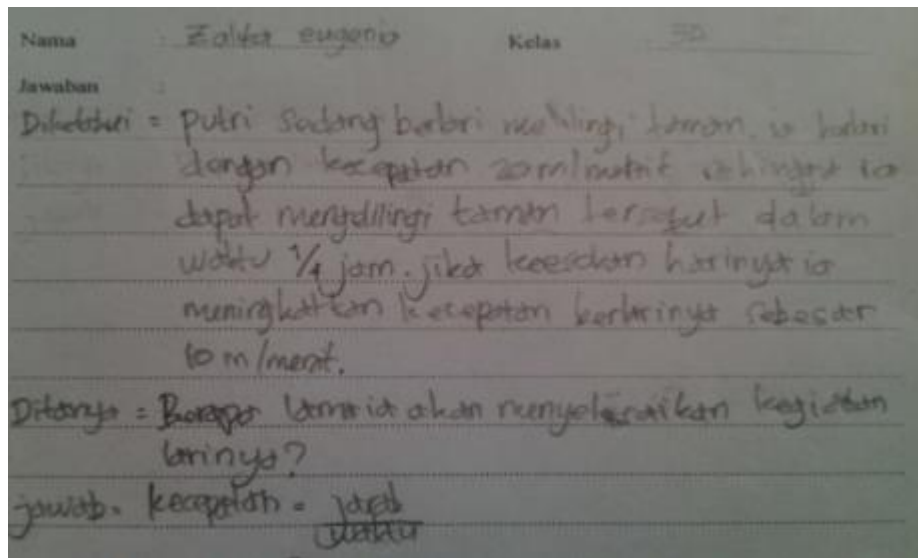 Nama : Zalfa eugenia Kelas : 3D
Jawaban :
Diketahui = putri sedang berlari mengelilingi taman. ia berlari
dengan kecepatan 20 m/menit sehingga ia
dapat mengelilingi taman tersebut dalam
waktu 1/4 jam. jika keesokan harinya ia
meningkatkan kecepatan berlarinya sebesar
10 m/menit.
Ditanya = Berapa lama ia akan menyelesaikan kegiatan
larinya?
jawab = kecepatan = jarak
waktu